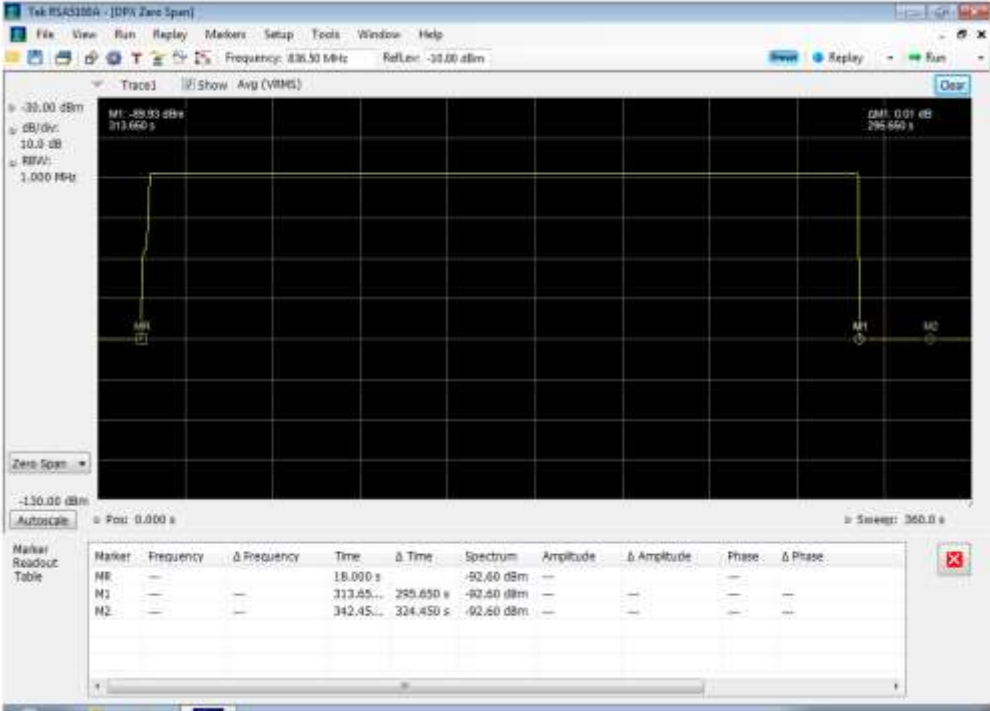 Tek RSA5100A - [DPX Zero Span]
File View Run Replay Markers Setup Tools Window Help
Frequency: 836.50 MHz RefLev: -30.00 dBm Preset Replay Run
Trace1 Show Avg (VRMS) Clear
-30.00 dBm
dB/div:
10.0 dB
RBW:
1.000 MHz
M1: -89.93 dBm
313.650 s
ΔM1: 0.01 dB
295.650 s
MR M1 M2
Zero Span
-130.00 dBm
Autoscale Pos: 0.000 s Sweep: 360.0 s
Marker
Readout
Table
Marker Frequency Δ Frequency Time Δ Time Spectrum Amplitude Δ Amplitude Phase Δ Phase
MR --- 18.000 s -92.60 dBm --- ---
M1 --- --- 313.65... 295.650 s -92.60 dBm --- --- --- ---
M2 --- --- 342.45... 324.450 s -92.60 dBm --- --- --- ---